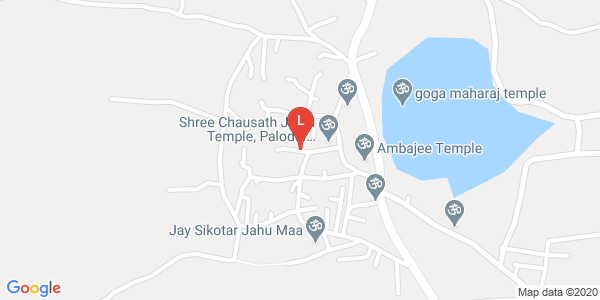 goga maharaj temple
Shree Chausath J
Temple, Palod
...
L
Ambajee Temple
Jay Sikotar Jahu Maa
Google
Map data ©2020